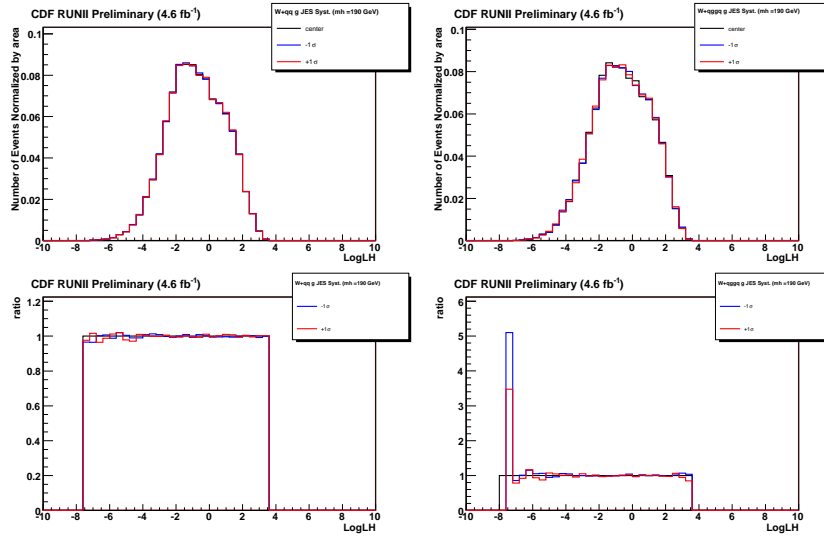 CDF RUNII Preliminary (4.6 fb-1)
W+qq g JES Syst. (mh =190 GeV)
center
-1 σ
+1 σ
Number of Events Normalized by area
0.1
0.08
0.06
0.04
0.02
0
-10 -8 -6 -4 -2 0 2 4 6 8 10
LogLH
CDF RUNII Preliminary (4.6 fb-1)
W+qggq g JES Syst. (mh =190 GeV)
center
-1 σ
+1 σ
Number of Events Normalized by area
0.1
0.08
0.06
0.04
0.02
0
-10 -8 -6 -4 -2 0 2 4 6 8 10
LogLH
CDF RUNII Preliminary (4.6 fb-1)
W+qq g JES Syst. (mh =190 GeV)
-1 σ
+1 σ
ratio
1.2
1
0.8
0.6
0.4
0.2
0
-10 -8 -6 -4 -2 0 2 4 6 8 10
LogLH
CDF RUNII Preliminary (4.6 fb-1)
W+qggq g JES Syst. (mh =190 GeV)
-1 σ
+1 σ
ratio
6
5
4
3
2
1
0
-10 -8 -6 -4 -2 0 2 4 6 8 10
LogLH